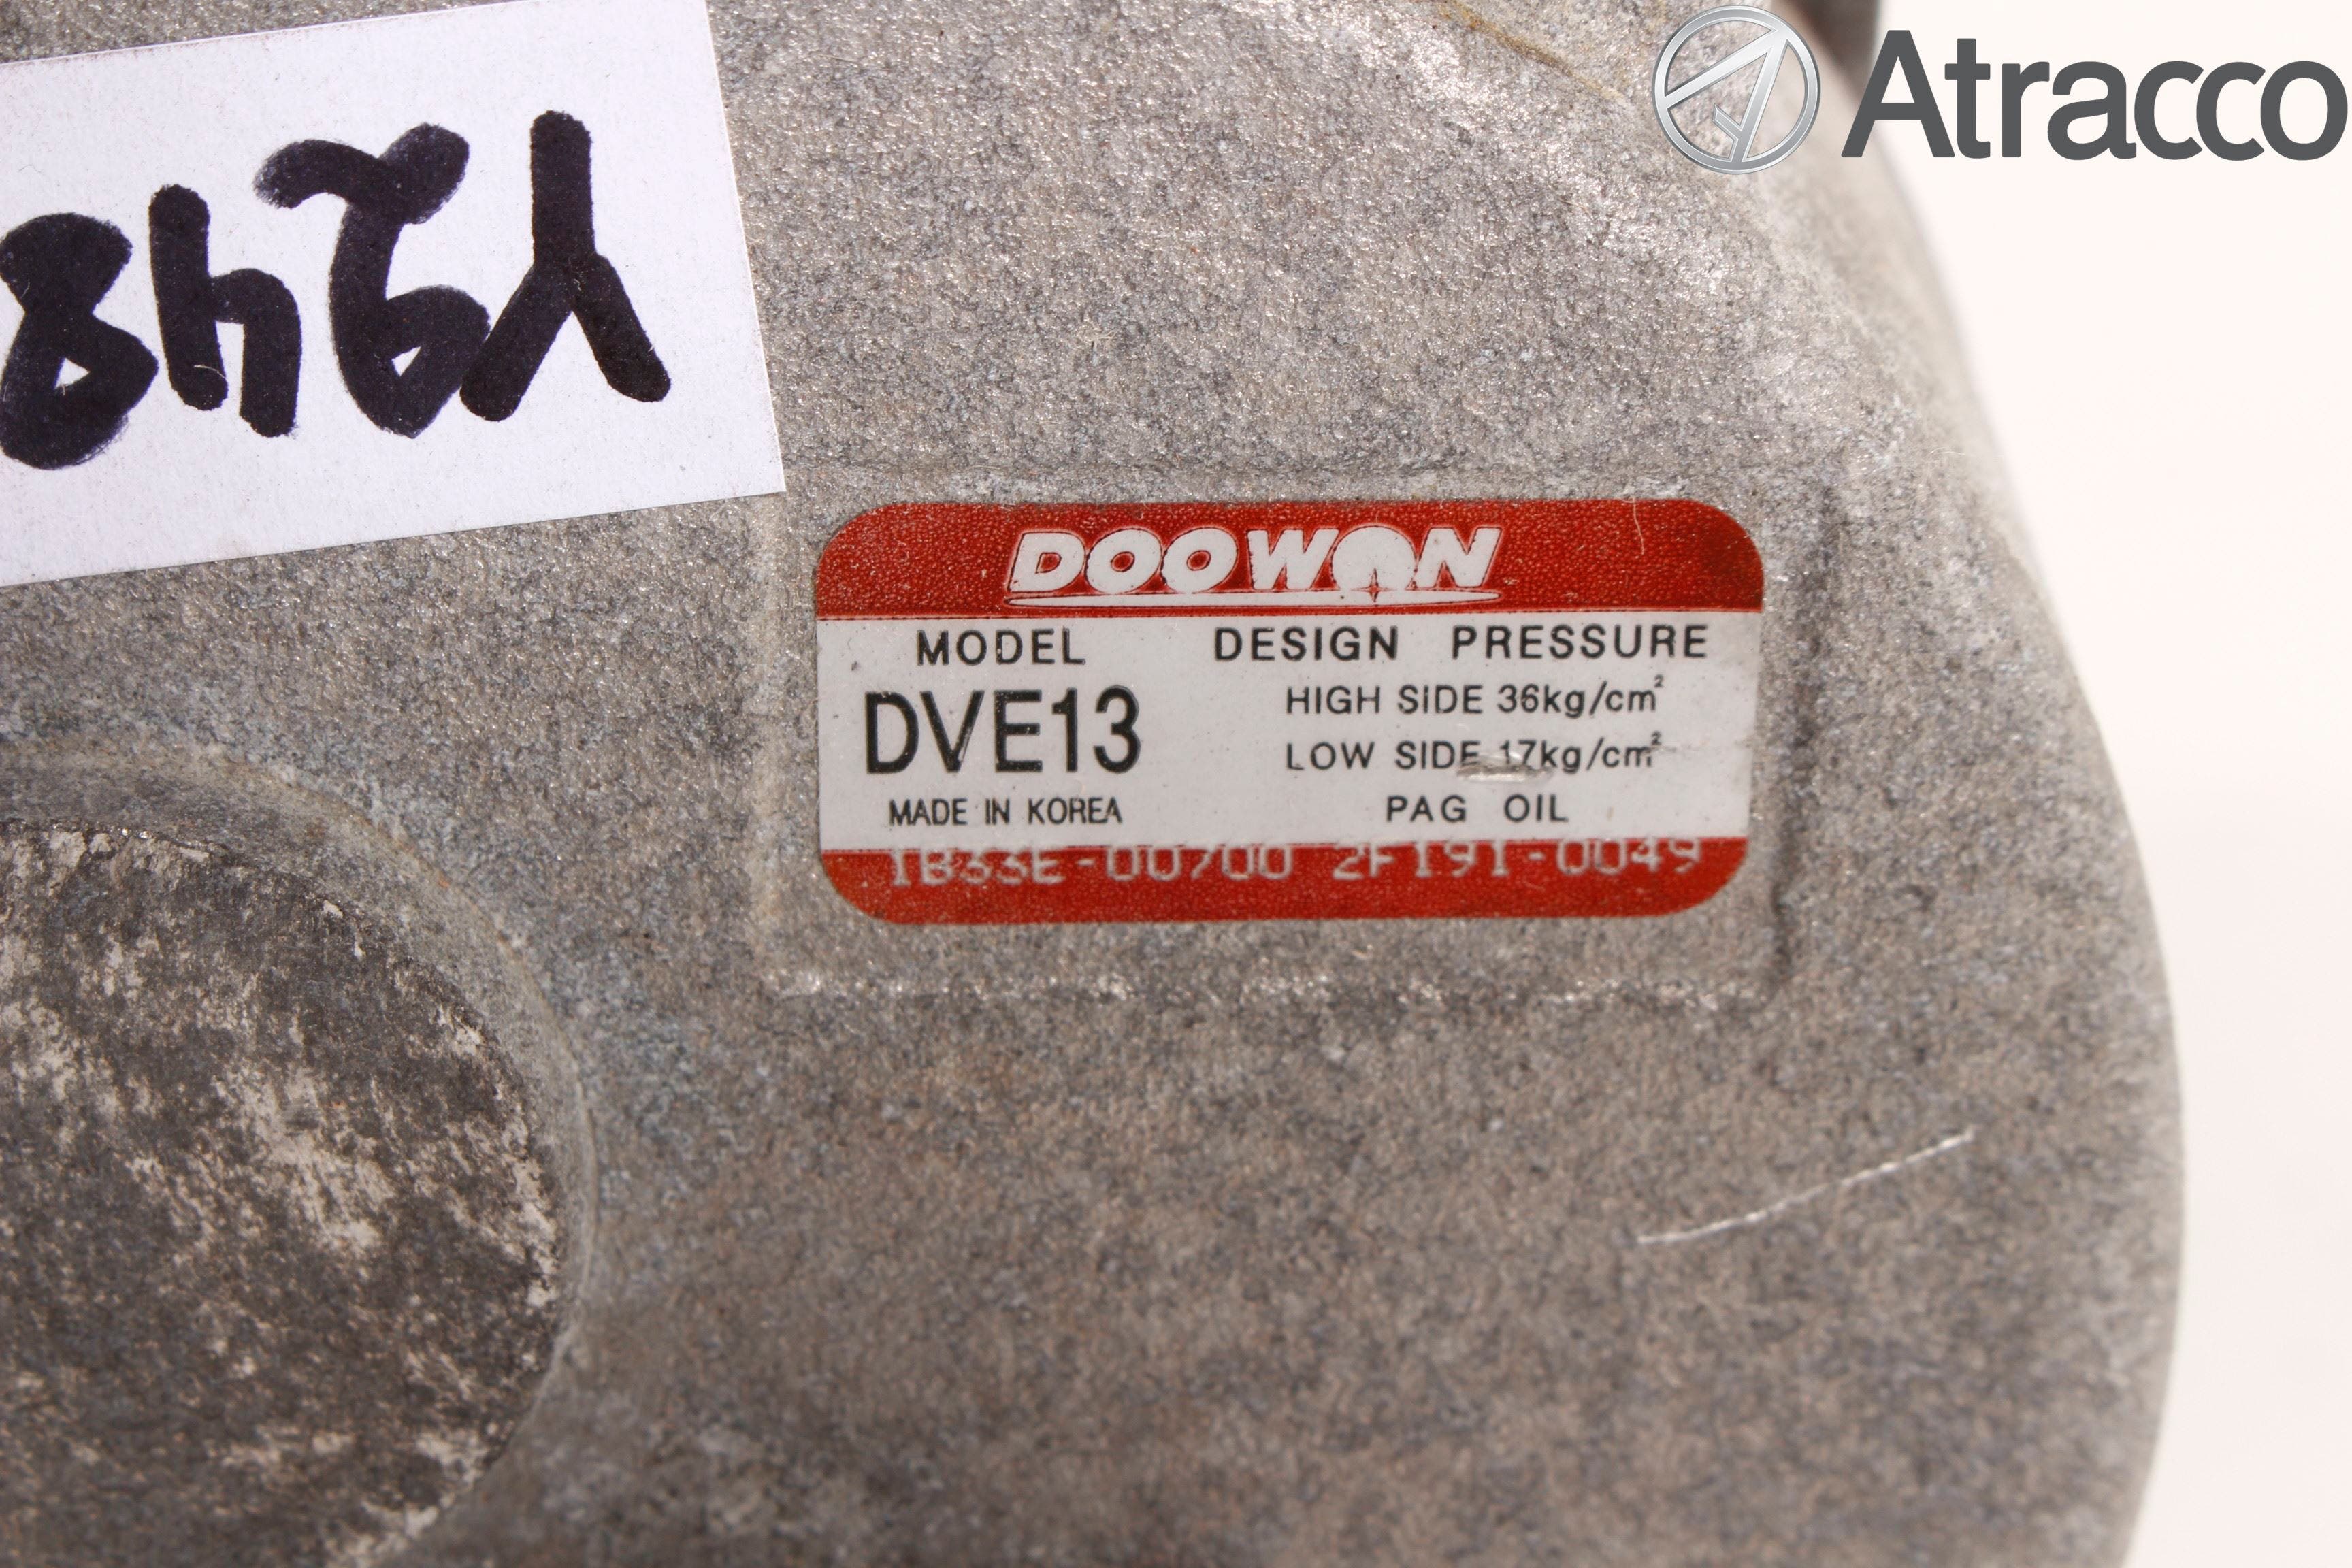 Atracco
Y248
DOOWON
MODEL DESIGN PRESSURE
DVE13 HIGH SIDE 36kg/cm²
LOW SIDE 17kg/cm²
MADE IN KOREA PAG OIL
1B33E-00700 2F191-0049